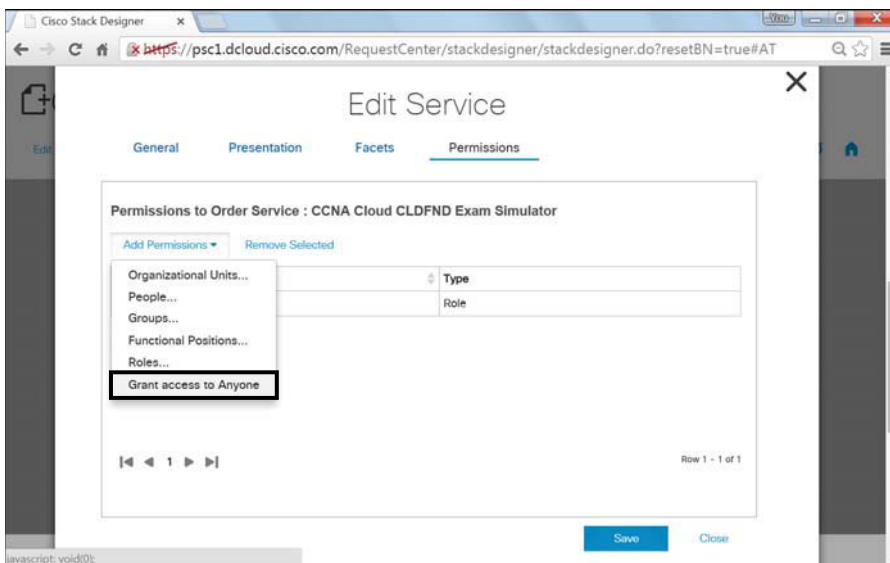 Cisco Stack Designer
You
https://psc1.dcloud.cisco.com/RequestCenter/stackdesigner/stackdesigner.do?resetBN=true#AT
Edit Service
Edit
General Presentation Facets Permissions
Permissions to Order Service : CCNA Cloud CLDFND Exam Simulator
Add Permissions Remove Selected
Organizational Units...
Type
People...
Role
Groups...
Functional Positions...
Roles...
Grant access to Anyone
1
Row 1 - 1 of 1
Save Close
javascript: void(0);